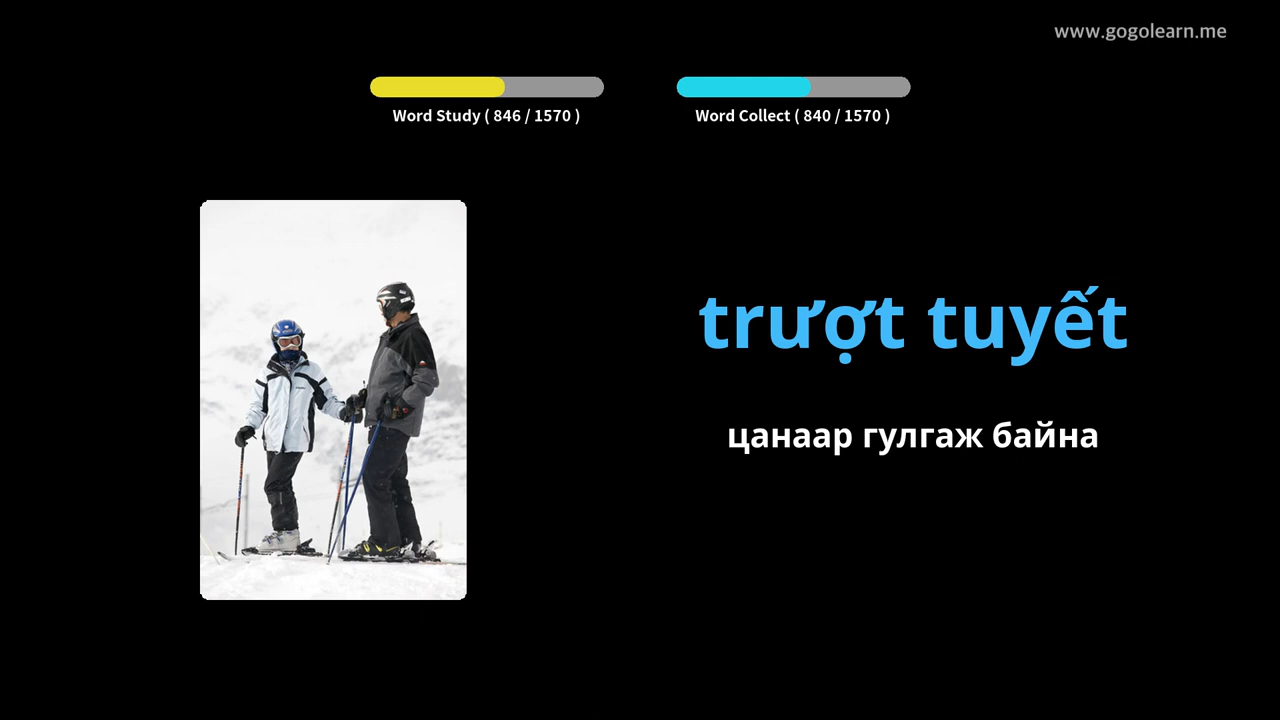 www.gogolearn.me
Word Study ( 846 / 1570 )
Word Collect ( 840 / 1570 )
trượt tuyết
цанаар гулгаж байна